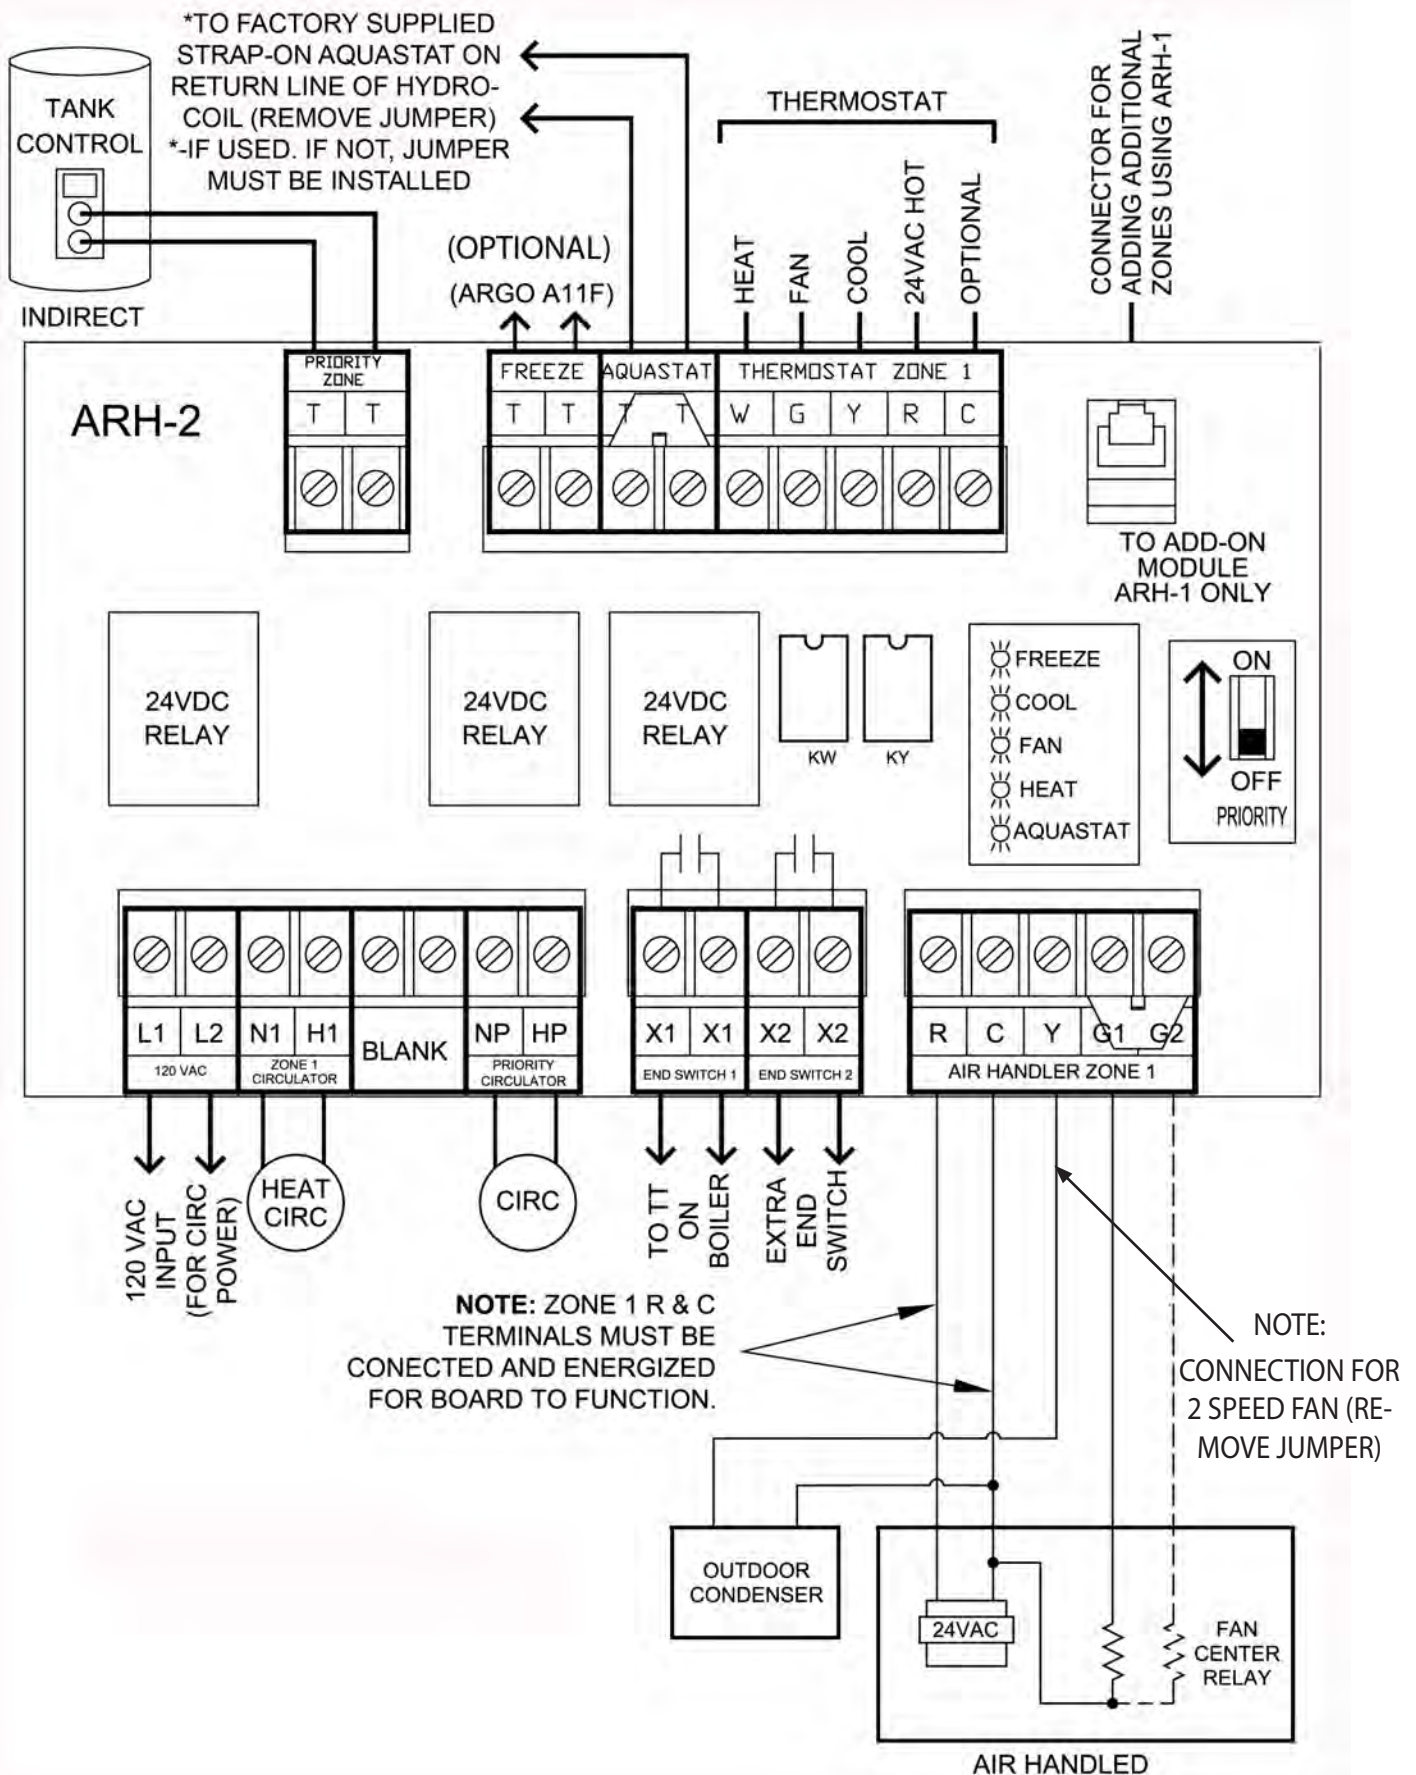 *TO FACTORY SUPPLIED
STRAP-ON AQUASTAT ON
RETURN LINE OF HYDRO-
COIL (REMOVE JUMPER)
*-IF USED. IF NOT, JUMPER
MUST BE INSTALLED
TANK
CONTROL
INDIRECT
(OPTIONAL)
(ARGO A11F)
THERMOSTAT
HEAT
FAN
COOL
24VAC HOT
OPTIONAL
CONNECTOR FOR
ADDING ADDITIONAL
ZONES USING ARH-1
ARH-2
PRIORITY
ZONE
T T
FREEZE AQUASTAT THERMOSTAT ZONE 1
T T T T W G Y R C
TO ADD-ON
MODULE
ARH-1 ONLY
24VDC
RELAY
24VDC
RELAY
24VDC
RELAY
KW
KY
FREEZE
COOL
FAN
HEAT
AQUASTAT
ON
OFF
PRIORITY
L1 L2 N1 H1 BLANK NP HP
120 VAC
ZONE 1
CIRCULATOR
PRIORITY
CIRCULATOR
X1 X1 X2 X2
END SWITCH 1 END SWITCH 2
R C Y G1 G2
AIR HANDLER ZONE 1
120 VAC
INPUT
(FOR CIRC
POWER)
HEAT
CIRC
CIRC
TO TT
ON
BOILER
EXTRA
END
SWITCH
NOTE: ZONE 1 R & C
TERMINALS MUST BE
CONECTED AND ENERGIZED
FOR BOARD TO FUNCTION.
NOTE:
CONNECTION FOR
2 SPEED FAN (RE-
MOVE JUMPER)
OUTDOOR
CONDENSER
24VAC
FAN
CENTER
RELAY
AIR HANDLED